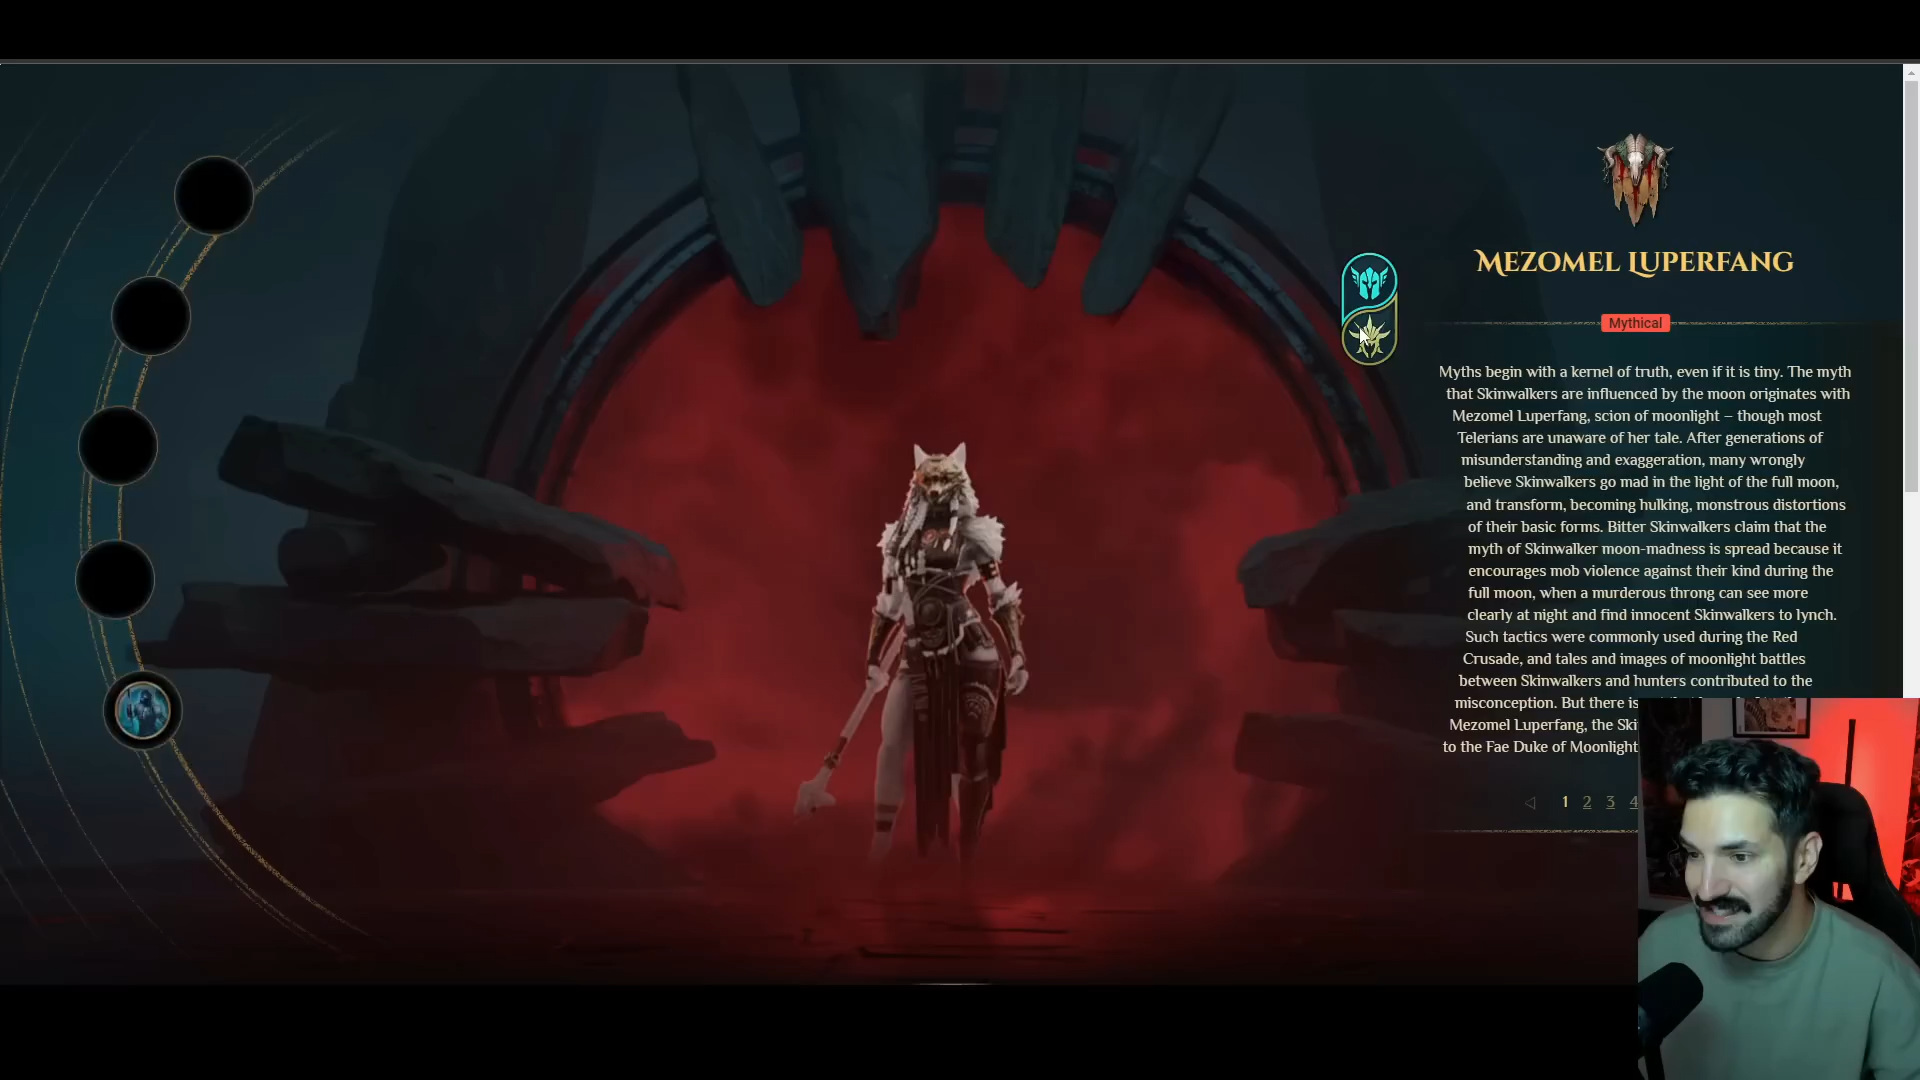 Mezomel Luperfang
Mythical
Myths begin with a kernel of truth, even if it is tiny. The myth
that Skinwalkers are influenced by the moon originates with
Mezomel Luperfang, scion of moonlight – though most
Telerians are unaware of her tale. After generations of
misunderstanding and exaggeration, many wrongly
believe Skinwalkers go mad in the light of the full moon,
and transform, becoming hulking, monstrous distortions
of their basic forms. Bitter Skinwalkers claim that the
myth of Skinwalker moon-madness is spread because it
encourages mob violence against their kind during the
full moon, when a murderous throng can see more
clearly at night and find innocent Skinwalkers to lynch.
Such tactics were commonly used during the Red
Crusade, and tales and images of moonlight battles
between Skinwalkers and hunters contributed to the
misconception. But there is
Mezomel Luperfang, the
to the Fae Duke of Moonlight
1 2 3 4